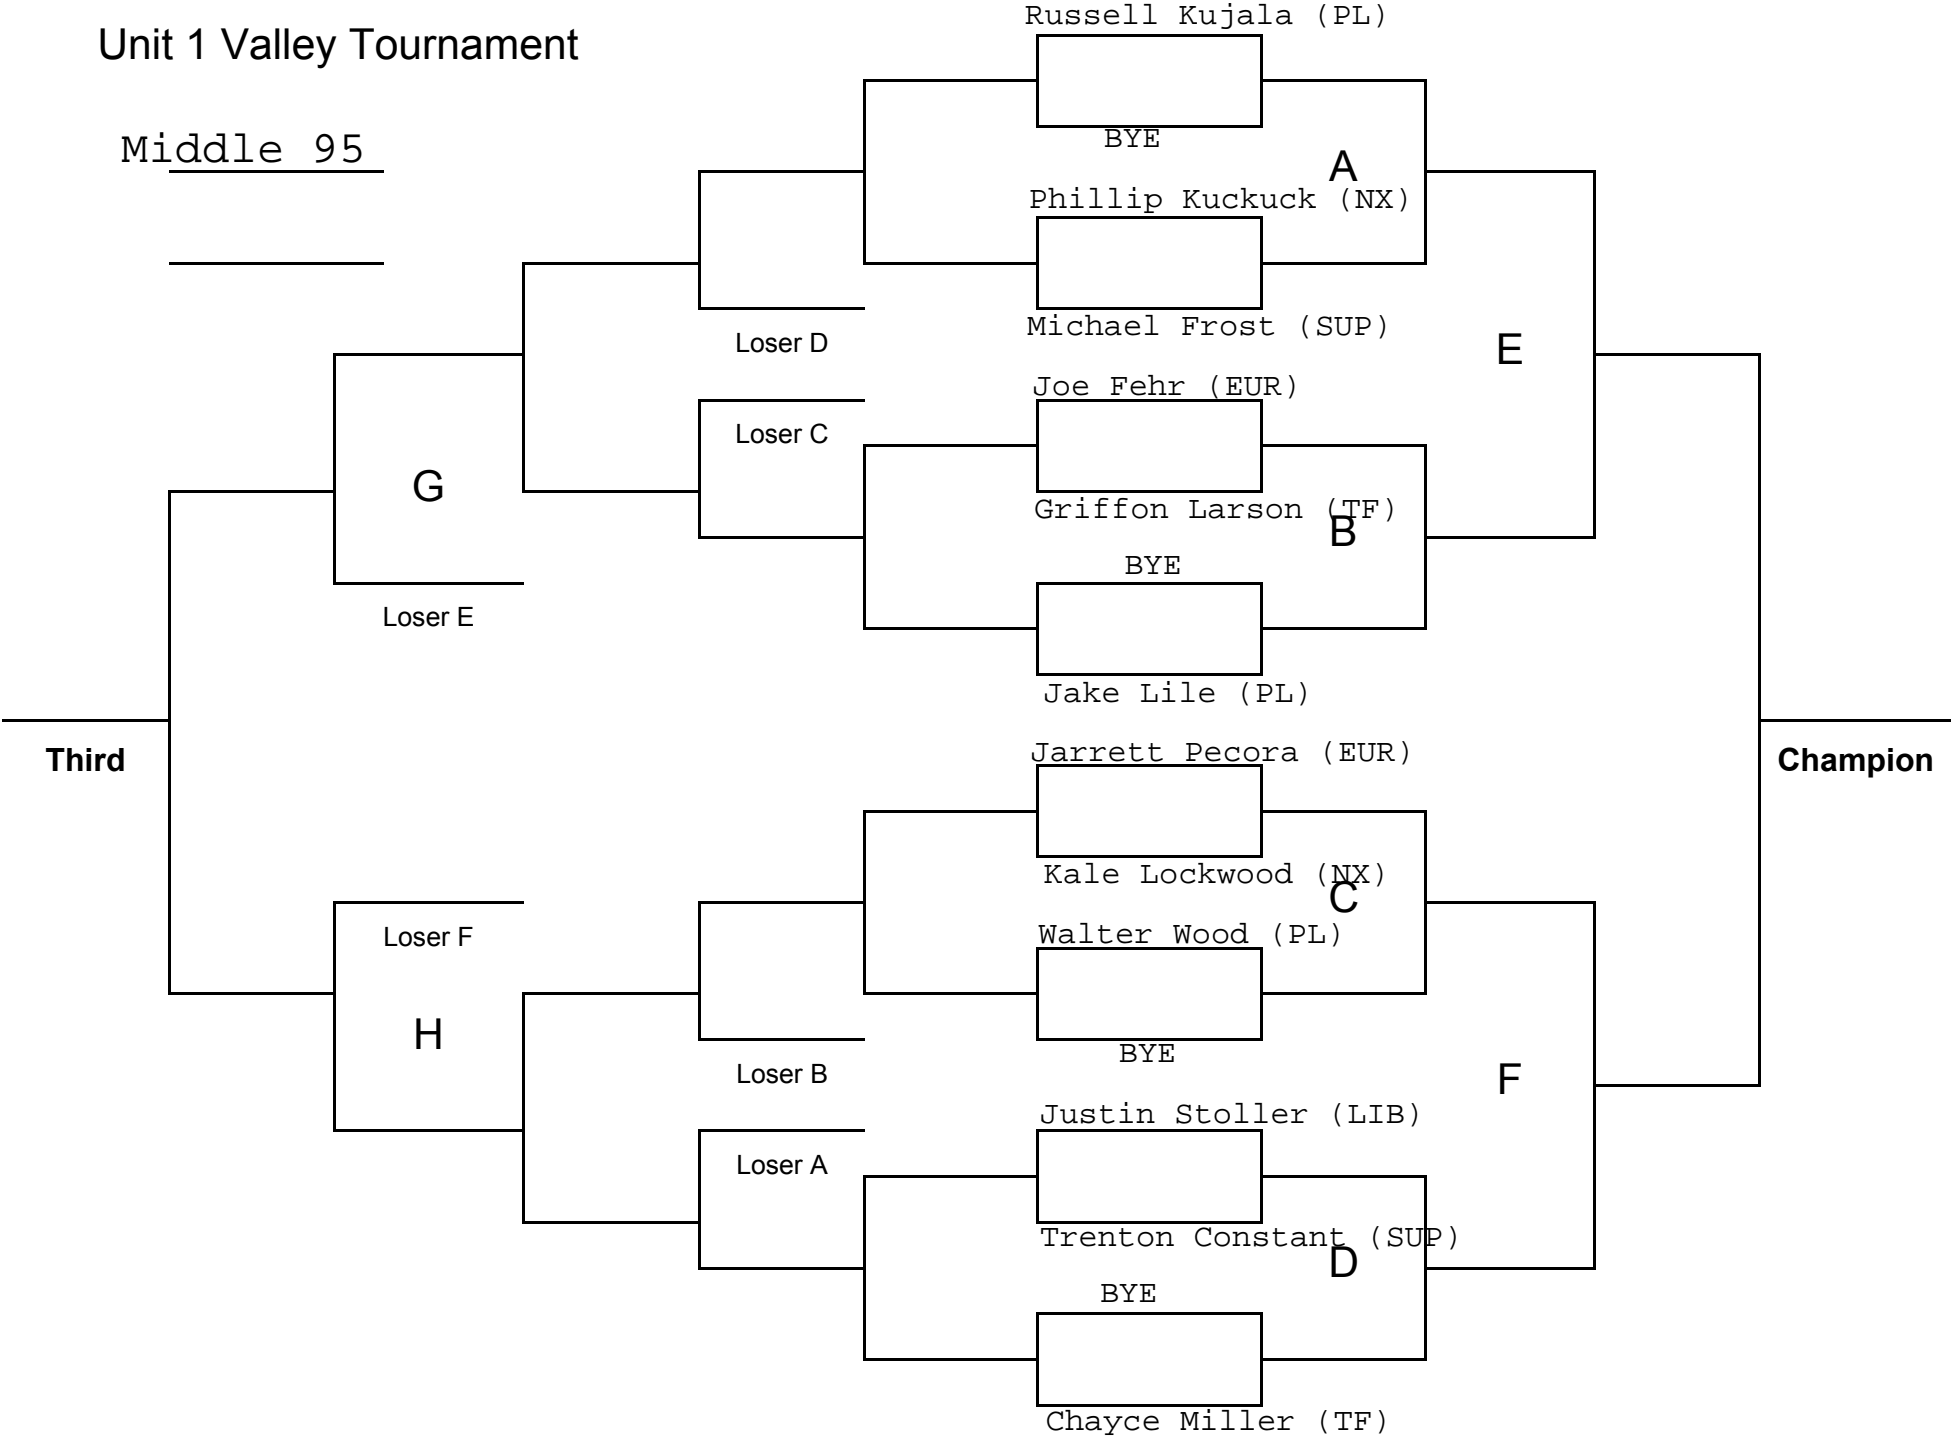 Unit 1 Valley Tournament
Middle 95
Russell Kujala (PL)
BYE
A
Phillip Kuckuck (NX)
Michael Frost (SUP)
Loser D
E
Joe Fehr (EUR)
Loser C
G
Griffon Larson (TF)
B
BYE
Loser E
Jake Lile (PL)
Third
Jarrett Pecora (EUR)
Champion
Kale Lockwood (NX)
C
Loser F
Walter Wood (PL)
H
BYE
Loser B
F
Justin Stoller (LIB)
Loser A
Trenton Constant (SUP)
D
BYE
Chayce Miller (TF)